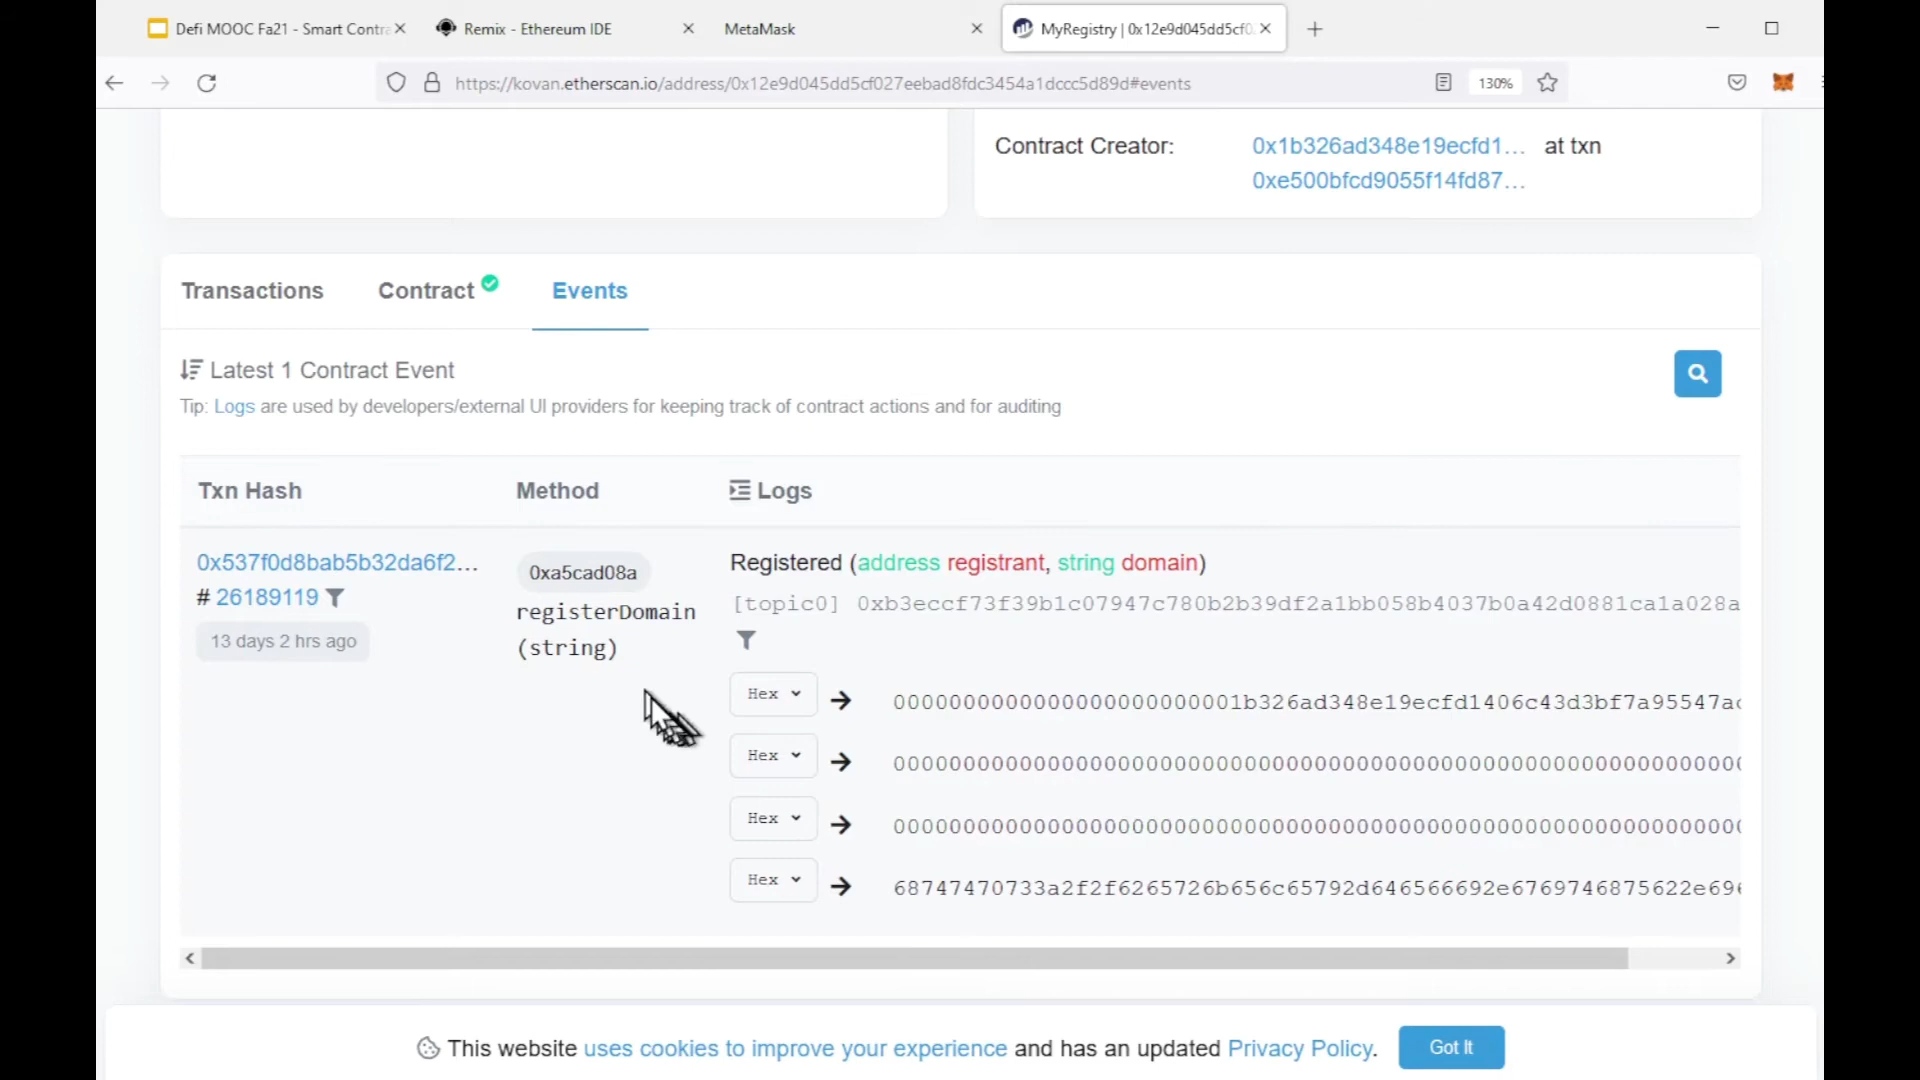 Defi MOOC Fa21 - Smart Contra
Remix - Ethereum IDE
MetaMask
MyRegistry | 0x12e9d045dd5cf0
https://kovan.etherscan.io/address/0x12e9d045dd5cf027eebad8fdc3454a1dccc5d89d#events
130%
Contract Creator:
0x1b326ad348e19ecfd1... at txn
0xe500bfcd9055f14fd87...
Transactions
Contract
Events
Latest 1 Contract Event
Tip: Logs are used by developers/external UI providers for keeping track of contract actions and for auditing
Txn Hash
Method
Logs
0x537f0d8bab5b32da6f2...
# 26189119
13 days 2 hrs ago
0xa5cad08a
registerDomain
(string)
Registered (address registrant, string domain)
[topic0] 0xb3eccf73f39b1c07947c780b2b39df2a1bb058b4037b0a42d0881ca1a028a
Hex
0000000000000000000000001b326ad348e19ecfd1406c43d3bf7a95547a
Hex
000000000000000000000000000000000000000000000000000000000000
Hex
000000000000000000000000000000000000000000000000000000000000
Hex
68747470733a2f2f6265726b656c65792d646566692e6769746875622e69
This website uses cookies to improve your experience and has an updated Privacy Policy.
Got It